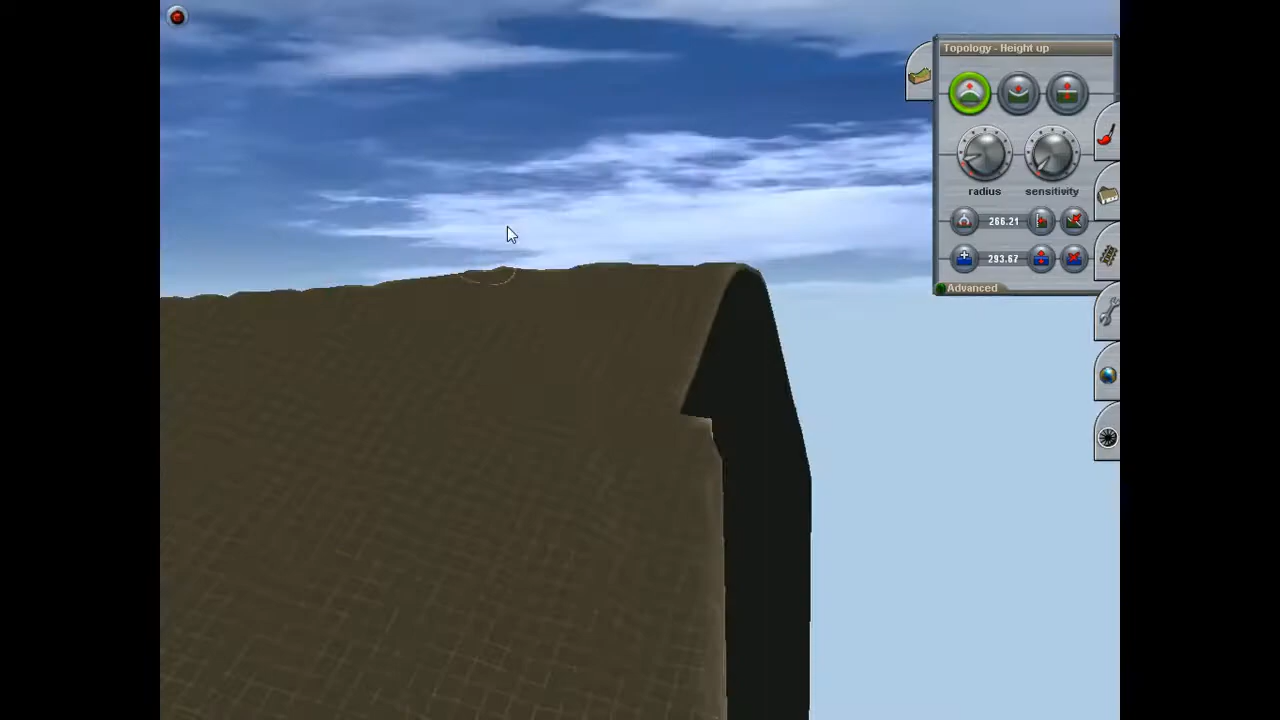 Topology - Height up
radius sensitivity
266.21
293.67
Advanced